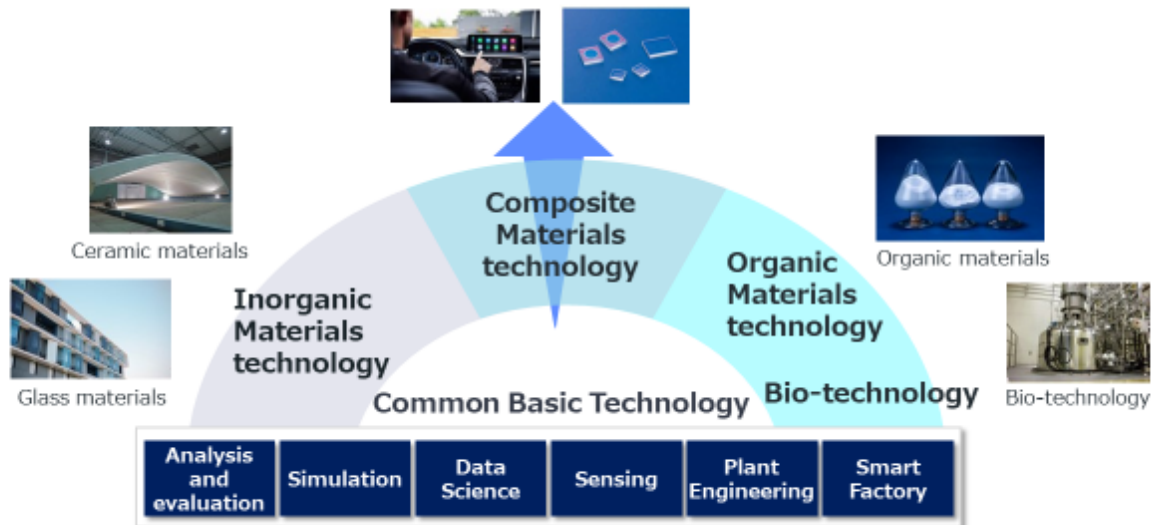 Composite
Materials
technology
Ceramic materials
Organic materials
Inorganic
Materials
technology
Organic
Materials
technology
Glass materials
Bio-technology
Bio-technology
Common Basic Technology
Analysis
and
evaluation
Simulation
Data
Science
Sensing
Plant
Engineering
Smart
Factory